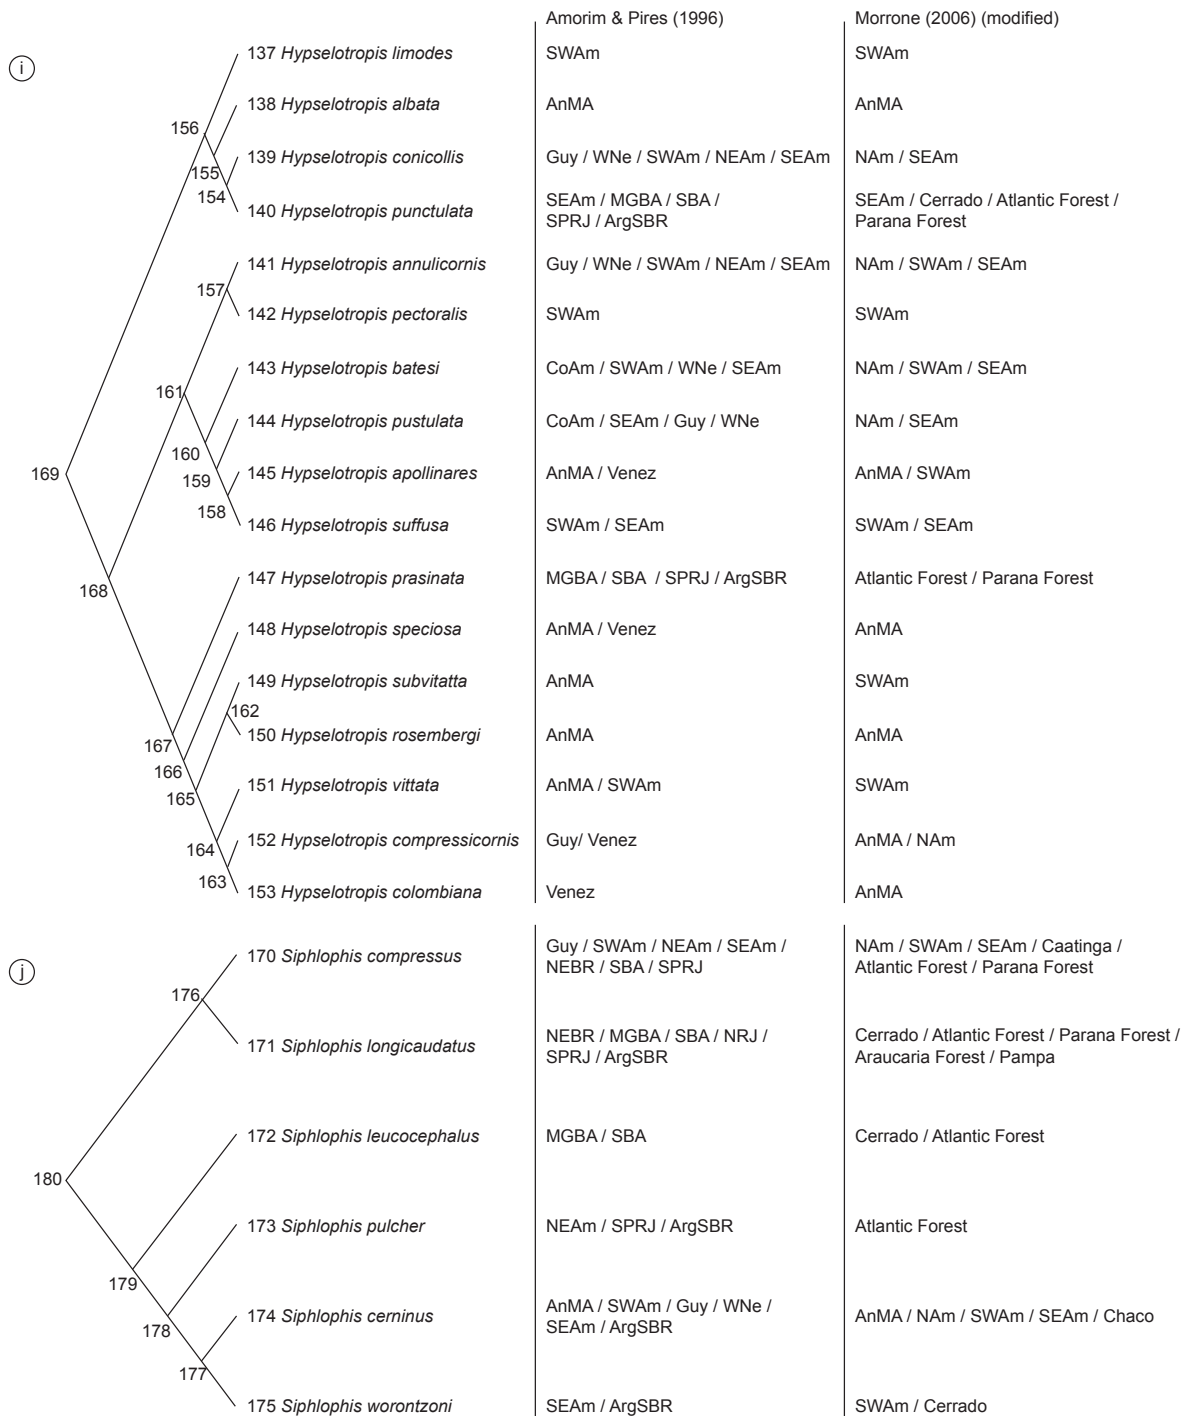 Amorim & Pires (1996) Morrone (2006) (modified)
i
137 Hypselotropis limodes SWAm SWAm
138 Hypselotropis albata AnMA AnMA
156
139 Hypselotropis conicollis Guy / WNe / SWAm / NEAm / SEAm NAm / SEAm
155
154
140 Hypselotropis punctulata SEAm / MGBA / SBA / SEAm / Cerrado / Atlantic Forest /
SPRJ / ArgSBR Parana Forest
141 Hypselotropis annulicornis Guy / WNe / SWAm / NEAm / SEAm NAm / SWAm / SEAm
157
142 Hypselotropis pectoralis SWAm SWAm
143 Hypselotropis batesi CoAm / SWAm / WNe / SEAm NAm / SWAm / SEAm
161
144 Hypselotropis pustulata CoAm / SEAm / Guy / WNe NAm / SEAm
160
169
145 Hypselotropis apollinares AnMA / Venez AnMA / SWAm
159
158
146 Hypselotropis suffusa SWAm / SEAm SWAm / SEAm
147 Hypselotropis prasinata MGBA / SBA / SPRJ / ArgSBR Atlantic Forest / Parana Forest
168
148 Hypselotropis speciosa AnMA / Venez AnMA
149 Hypselotropis subvitatta AnMA SWAm
162
150 Hypselotropis rosembergi AnMA AnMA
167
166
151 Hypselotropis vittata AnMA / SWAm SWAm
165
152 Hypselotropis compressicornis Guy/ Venez AnMA / NAm
164
163
153 Hypselotropis colombiana Venez AnMA
j
170 Siphlophis compressus Guy / SWAm / NEAm / SEAm / NAm / SWAm / SEAm / Caatinga /
NEBR / SBA / SPRJ Atlantic Forest / Parana Forest
176
171 Siphlophis longicaudatus NEBR / MGBA / SBA / NRJ / Cerrado / Atlantic Forest / Parana Forest /
SPRJ / ArgSBR Araucaria Forest / Pampa
172 Siphlophis leucocephalus MGBA / SBA Cerrado / Atlantic Forest
180
173 Siphlophis pulcher NEAm / SPRJ / ArgSBR Atlantic Forest
179
174 Siphlophis cerninus AnMA / SWAm / Guy / WNe / AnMA / NAm / SWAm / SEAm / Chaco
SEAm / ArgSBR
178
177
175 Siphlophis worontzoni SEAm / ArgSBR SWAm / Cerrado